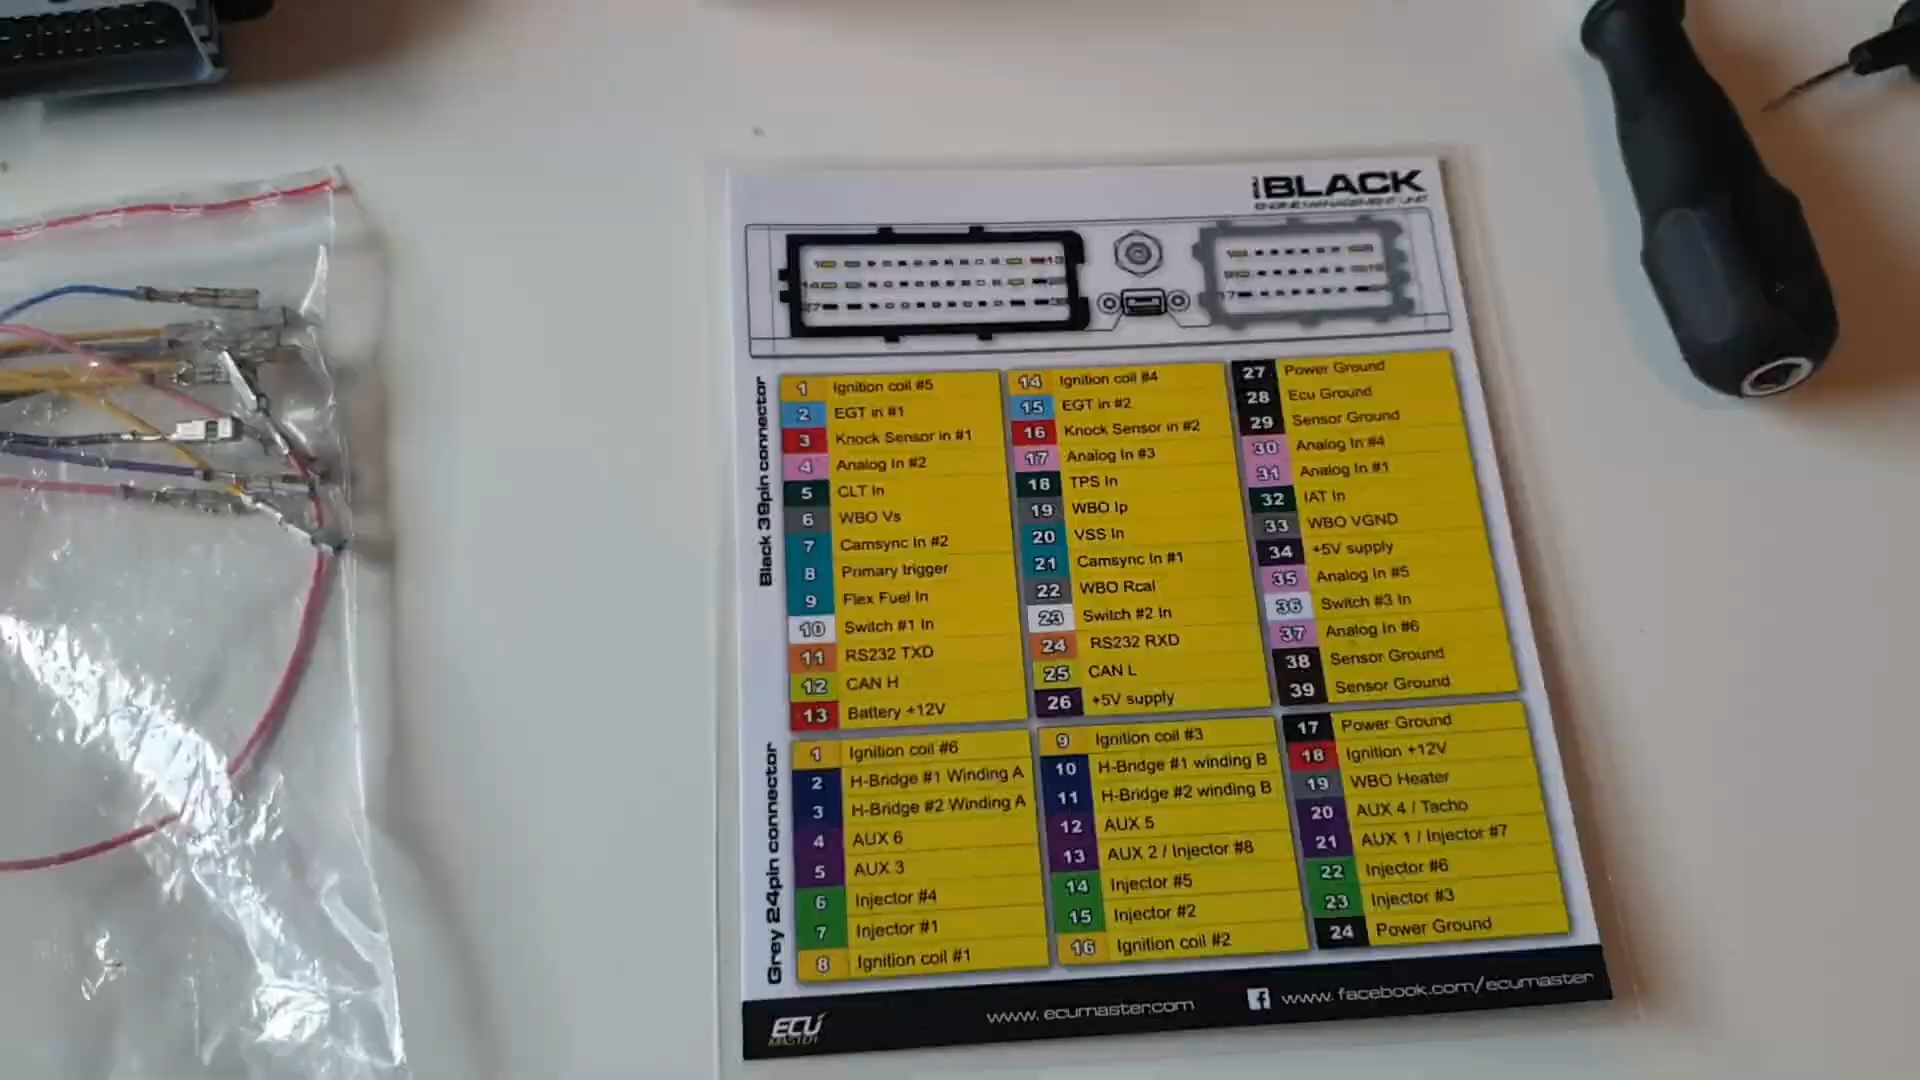 BLACK
ENGINE MANAGEMENT UNIT
Black 39pin connector
1 Ignition coil #5
2 EGT in #1
3 Knock Sensor in #1
4 Analog In #2
5 CLT In
6 WBO Vs
7 Camsync In #2
8 Primary trigger
9 Flex Fuel In
10 Switch #1 In
11 RS232 TXD
12 CAN H
13 Battery +12V
14 Ignition coil #4
15 EGT in #2
16 Knock Sensor in #2
17 Analog In #3
18 TPS In
19 WBO Ip
20 VSS In
21 Camsync In #1
22 WBO Rcal
23 Switch #2 In
24 RS232 RXD
25 CAN L
26 +5V supply
27 Power Ground
28 Ecu Ground
29 Sensor Ground
30 Analog In #4
31 Analog In #1
32 IAT In
33 WBO VGND
34 +5V supply
35 Analog In #5
36 Switch #3 In
37 Analog In #6
38 Sensor Ground
39 Sensor Ground
Grey 24pin connector
1 Ignition coil #6
2 H-Bridge #1 Winding A
3 H-Bridge #2 Winding A
4 AUX 6
5 AUX 3
6 Injector #4
7 Injector #1
8 Ignition coil #1
9 Ignition coil #3
10 H-Bridge #1 winding B
11 H-Bridge #2 winding B
12 AUX 5
13 AUX 2 / Injector #8
14 Injector #5
15 Injector #2
16 Ignition coil #2
17 Power Ground
18 Ignition +12V
19 WBO Heater
20 AUX 4 / Tacho
21 AUX 1 / Injector #7
22 Injector #6
23 Injector #3
24 Power Ground
ECU
MASTER
www.ecumaster.com
www.facebook.com/ecumaster